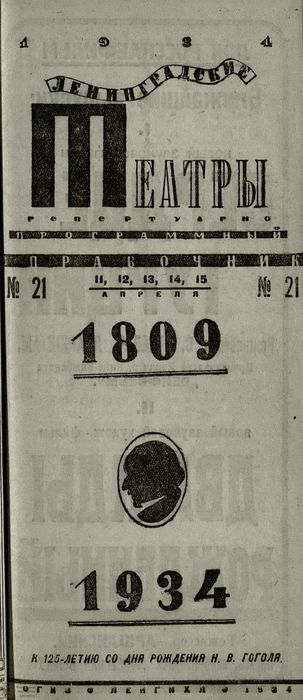 1934
ЛЕНИНГРАДСКИЕ
ТЕАТРЫ
РЕПЕРТУАРНО
ПРОГРАММНЫЙ
СПРАВОЧНИК
№ 21
11, 12, 13, 14, 15
АПРЕЛЯ
№ 21
1809
1934
К 125-ЛЕТИЮ СО ДНЯ РОЖДЕНИЯ Н. В. ГОГОЛЯ.
ОГИЗ ЛЕНГИХЛ 1934